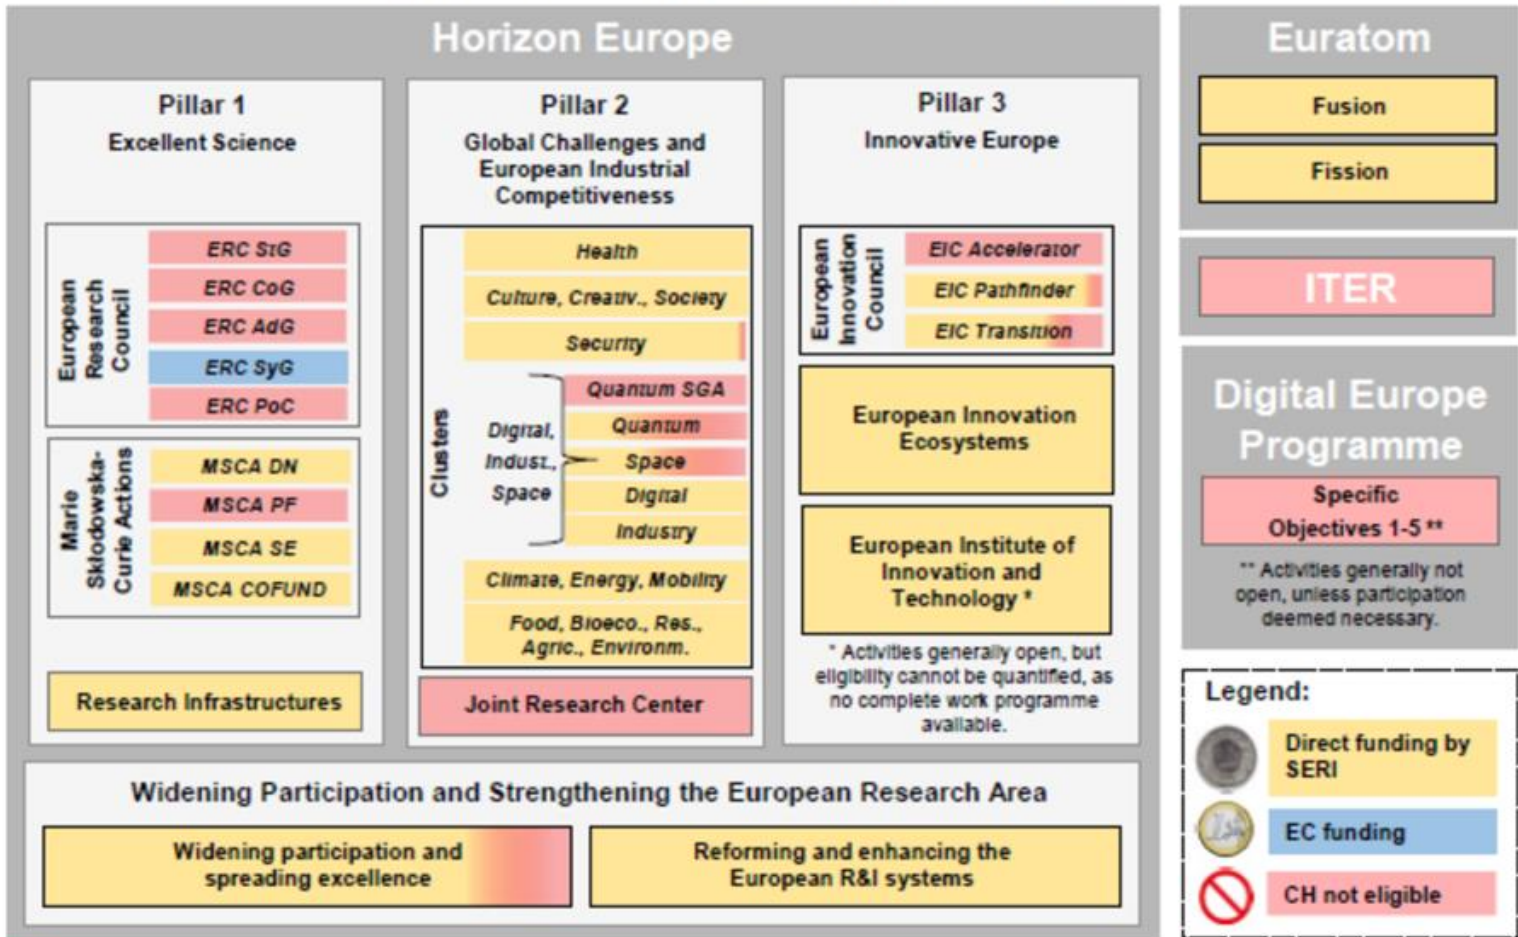 Horizon Europe
Pillar 1
Excellent Science
European
Research
Council
ERC StG
ERC CoG
ERC AdG
ERC SyG
ERC PoC
Marie
Sklodowska-
Curie Actions
MSCA DN
MSCA PF
MSCA SE
MSCA COFUND
Research Infrastructures
Pillar 2
Global Challenges and
European Industrial
Competitiveness
Clusters
Health
Culture, Creativ., Society
Security
Digital,
Indust.,
Space
Quantum SGA
Quantum
Space
Digital
Industry
Climate, Energy, Mobility
Food, Bioeco., Res.,
Agric., Environm.
Joint Research Center
Pillar 3
Innovative Europe
European
Innovation
Council
EIC Accelerator
EIC Pathfinder
EIC Transition
European Innovation
Ecosystems
European Institute of
Innovation and
Technology *
* Activities generally open, but
eligibility cannot be quantified, as
no complete work programme
available.
Widening Participation and Strengthening the European Research Area
Widening participation and
spreading excellence
Reforming and enhancing the
European R&I systems
Euratom
Fusion
Fission
ITER
Digital Europe
Programme
Specific
Objectives 1-5 **
** Activities generally not
open, unless participation
deemed necessary.
Legend:
Direct funding by
SERI
EC funding
CH not eligible